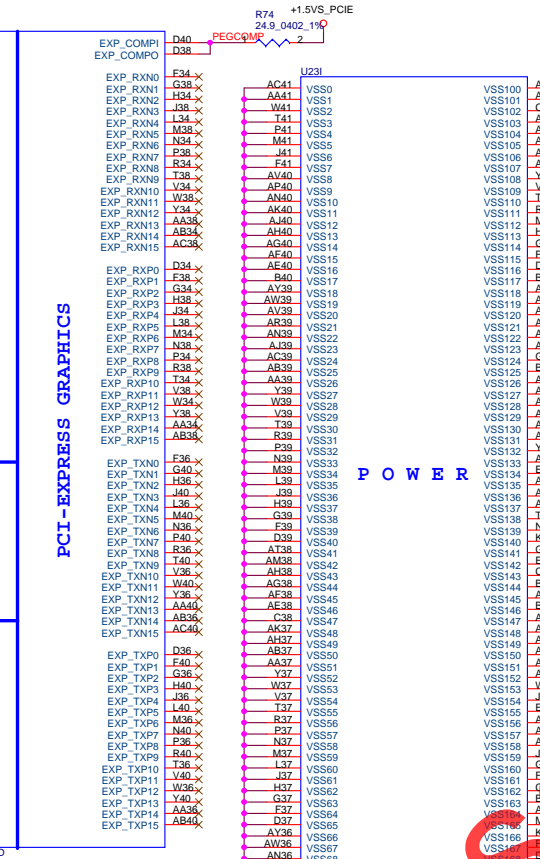 +1.5VS_PCIE
R74
24.9_0402_1%
PEGCOMP
1 2
EXP_COMPI D40
EXP_COMPO D38
EXP_RXN0 F34
EXP_RXN1 G38
EXP_RXN2 H34
EXP_RXN3 J38
EXP_RXN4 L34
EXP_RXN5 M38
EXP_RXN6 N34
EXP_RXN7 P38
EXP_RXN8 R34
EXP_RXN9 T38
EXP_RXN10 V34
EXP_RXN11 W38
EXP_RXN12 Y34
EXP_RXN13 AA38
EXP_RXN14 AB34
EXP_RXN15 AC38
EXP_RXP0 D34
EXP_RXP1 F38
EXP_RXP2 G34
EXP_RXP3 H38
EXP_RXP4 J34
EXP_RXP5 L38
EXP_RXP6 M34
EXP_RXP7 N38
EXP_RXP8 P34
EXP_RXP9 R38
EXP_RXP10 T34
EXP_RXP11 V38
EXP_RXP12 W34
EXP_RXP13 Y38
EXP_RXP14 AA34
EXP_RXP15 AB38
EXP_TXN0 F36
EXP_TXN1 G40
EXP_TXN2 H36
EXP_TXN3 J40
EXP_TXN4 L36
EXP_TXN5 M40
EXP_TXN6 N36
EXP_TXN7 P40
EXP_TXN8 R36
EXP_TXN9 T40
EXP_TXN10 V36
EXP_TXN11 W40
EXP_TXN12 Y36
EXP_TXN13 AA40
EXP_TXN14 AB36
EXP_TXN15 AC40
EXP_TXP0 D36
EXP_TXP1 F40
EXP_TXP2 G36
EXP_TXP3 H40
EXP_TXP4 J36
EXP_TXP5 L40
EXP_TXP6 M36
EXP_TXP7 N40
EXP_TXP8 P36
EXP_TXP9 R40
EXP_TXP10 T36
EXP_TXP11 V40
EXP_TXP12 W36
EXP_TXP13 Y40
EXP_TXP14 AA36
EXP_TXP15 AB40
PCI-EXPRESS GRAPHICS
U23I
AC41 VSS0 VSS100
AA41 VSS1 VSS101
W41 VSS2 VSS102
T41 VSS3 VSS103
P41 VSS4 VSS104
M41 VSS5 VSS105
J41 VSS6 VSS106
F41 VSS7 VSS107
AV40 VSS8 VSS108
AP40 VSS9 VSS109
AN40 VSS10 VSS110
AK40 VSS11 VSS111
AJ40 VSS12 VSS112
AH40 VSS13 VSS113
AG40 VSS14 VSS114
AF40 VSS15 VSS115
AE40 VSS16 VSS116
B40 VSS17 VSS117
AY39 VSS18 VSS118
AW39 VSS19 VSS119
AV39 VSS20 VSS120
AR39 VSS21 VSS121
AN39 VSS22 VSS122
AJ39 VSS23 VSS123
AC39 VSS24 VSS124
AB39 VSS25 VSS125
AA39 VSS26 VSS126
Y39 VSS27 VSS127
W39 VSS28 VSS128
V39 VSS29 VSS129
T39 VSS30 VSS130
R39 VSS31 VSS131
P39 VSS32 VSS132
N39 VSS33 VSS133
M39 VSS34 VSS134
L39 VSS35 VSS135
J39 VSS36 VSS136
H39 VSS37 VSS137
G39 VSS38 VSS138
F39 VSS39 VSS139
D39 VSS40 VSS140
AT38 VSS41 VSS141
AM38 VSS42 VSS142
AH38 VSS43 VSS143
AG38 VSS44 VSS144
AF38 VSS45 VSS145
AE38 VSS46 VSS146
C38 VSS47 VSS147
AK37 VSS48 VSS148
AH37 VSS49 VSS149
AB37 VSS50 VSS150
AA37 VSS51 VSS151
Y37 VSS52 VSS152
W37 VSS53 VSS153
V37 VSS54 VSS154
T37 VSS55 VSS155
R37 VSS56 VSS156
P37 VSS57 VSS157
N37 VSS58 VSS158
M37 VSS59 VSS159
L37 VSS60 VSS160
J37 VSS61 VSS161
H37 VSS62 VSS162
G37 VSS63 VSS163
F37 VSS64 VSS164
D37 VSS65 VSS165
AY36 VSS66 VSS166
AW36 VSS67 VSS167
AN36 VSS68
POWER